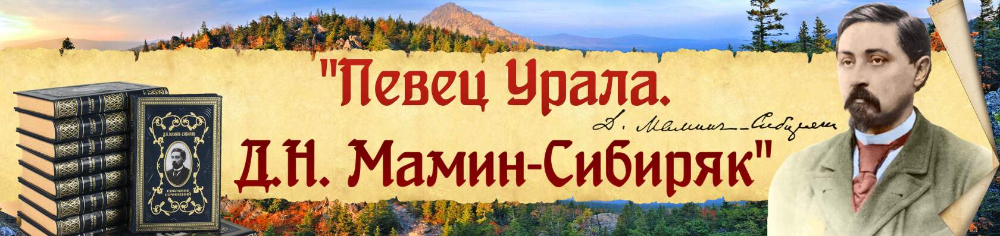 "Певец Урала.
Д. Мамин-Сибиряк
Д.Н. Мамин-Сибиряк"
Д.Н. МАМИН-СИБИРЯК
СОБРАНИЕ
СОЧИНЕНИЙ